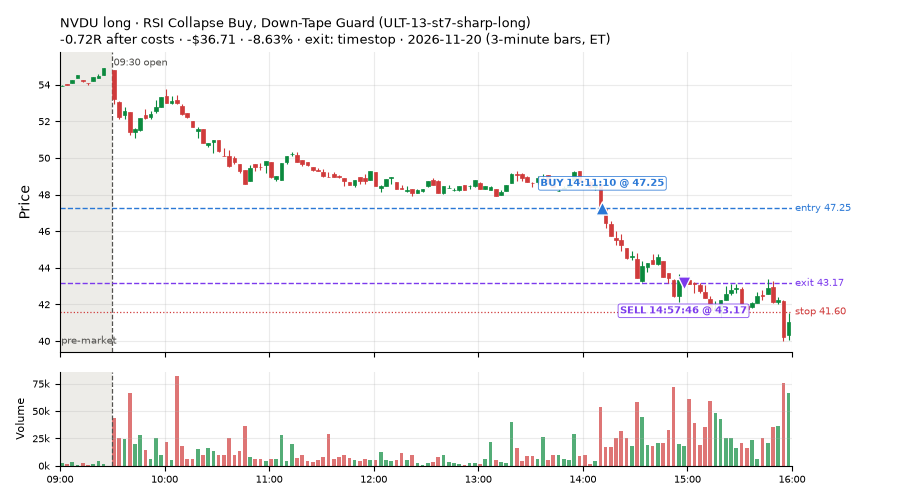 NVDU long · RSI Collapse Buy, Down-Tape Guard (ULT-13-st7-sharp-long)
-0.72R after costs · -$36.71 · -8.63% · exit: timestop · 2026-11-20 (3-minute bars, ET)
09:30 open
54
52
50
48
46
44
42
40
Price
BUY 14:11:10 @ 47.25
entry 47.25
exit 43.17
SELL 14:57:46 @ 43.17
stop 41.60
pre-market
75k
50k
25k
0k
Volume
09:00
10:00
11:00
12:00
13:00
14:00
15:00
16:00